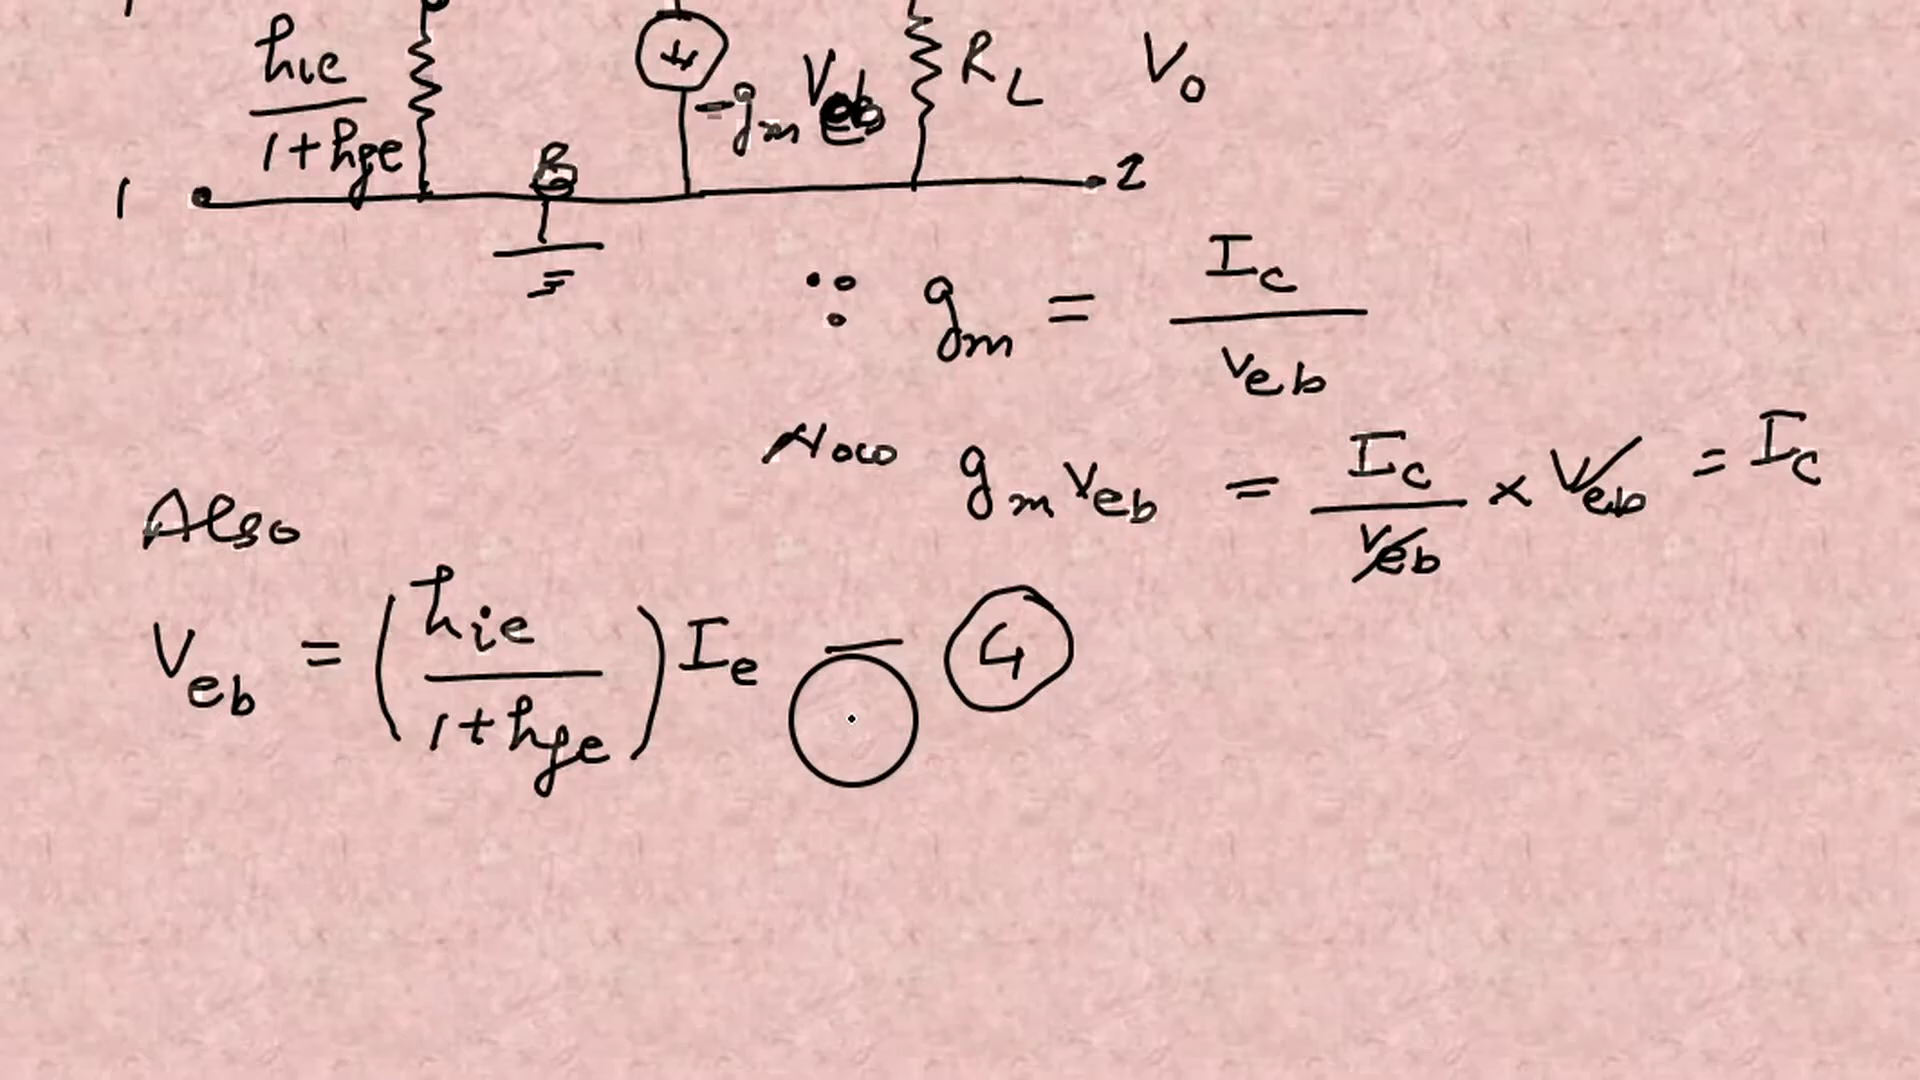 hie / 1+hfe
-gm Veb RL Vo
1 B 2
∵ gm = Ic / Veb
Now gm Veb = Ic / Veb × Veb = Ic
Also
Veb = (hie / 1+hfe) Ie — 4